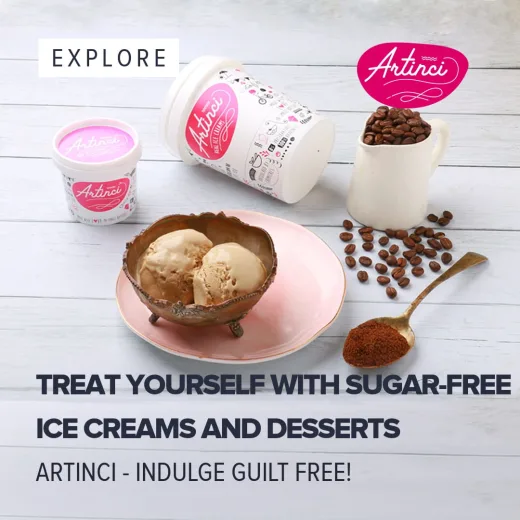 EXPLORE
Artinci
Artinci
Artinci
TREAT YOURSELF WITH SUGAR-FREE
ICE CREAMS AND DESSERTS
ARTINCI - INDULGE GUILT FREE!